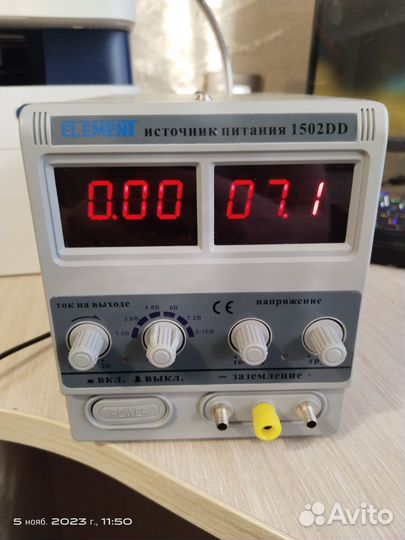 ELEMENT источник питания 1502DD
0.00 07.1
ток на выходе
напряжение
1.5В 3.6В 4.8В 6В 7.2В 0-15В
CE
2A
вкл. выкл.
− заземление +
POWER
5 нояб. 2023 г., 11:50
Avito